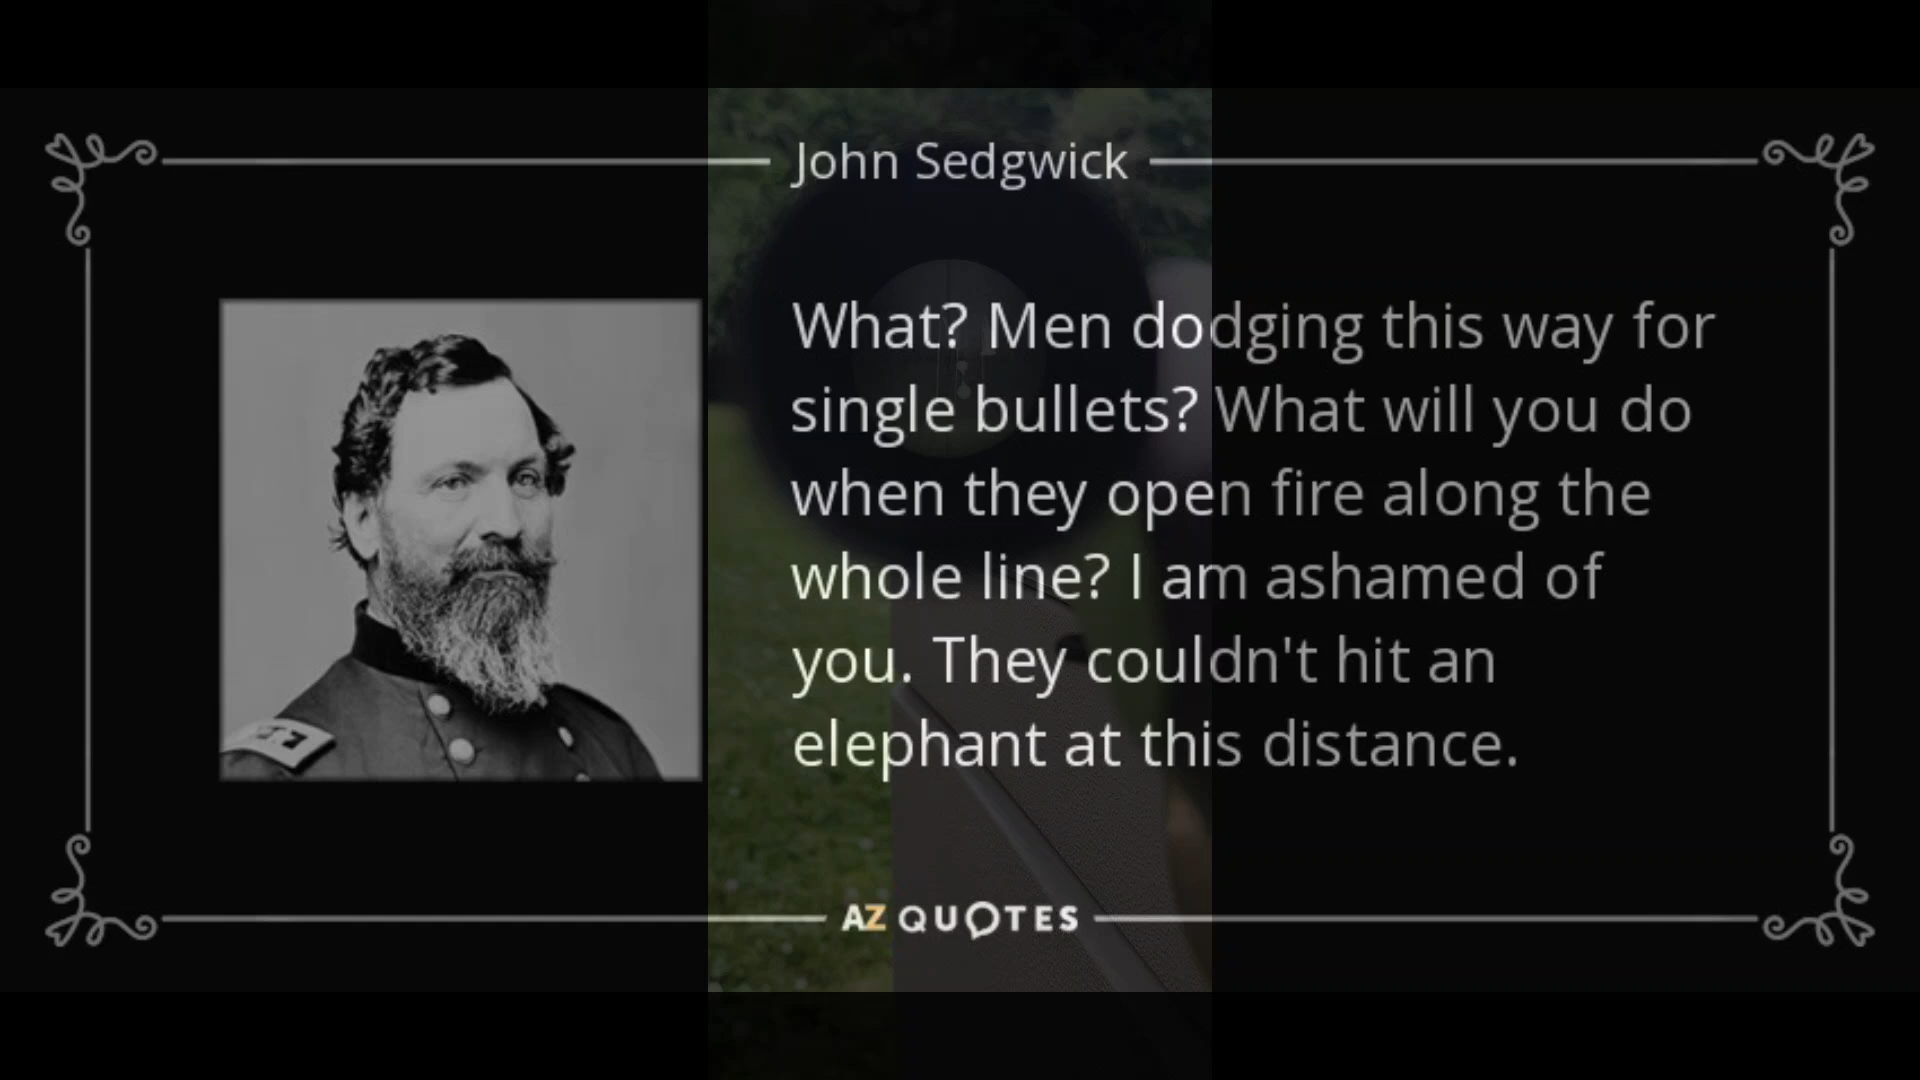 John Sedgwick
What? Men dodging this way for
single bullets? What will you do
when they open fire along the
whole line? I am ashamed of
you. They couldn't hit an
elephant at this distance.
AZ QUOTES